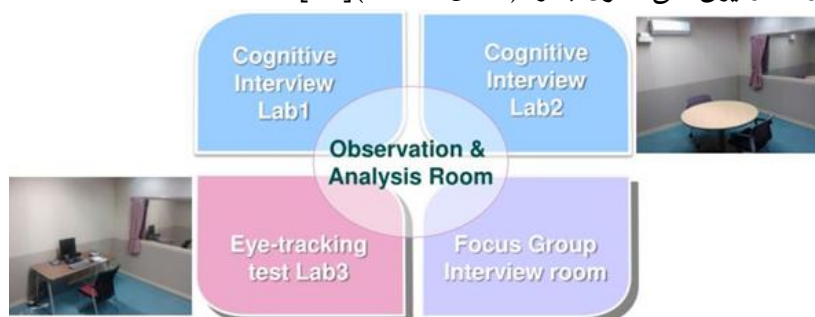 Cognitive
Interview
Lab1
Cognitive
Interview
Lab2
Observation &
Analysis Room
Eye-tracking
test Lab3
Focus Group
Interview room